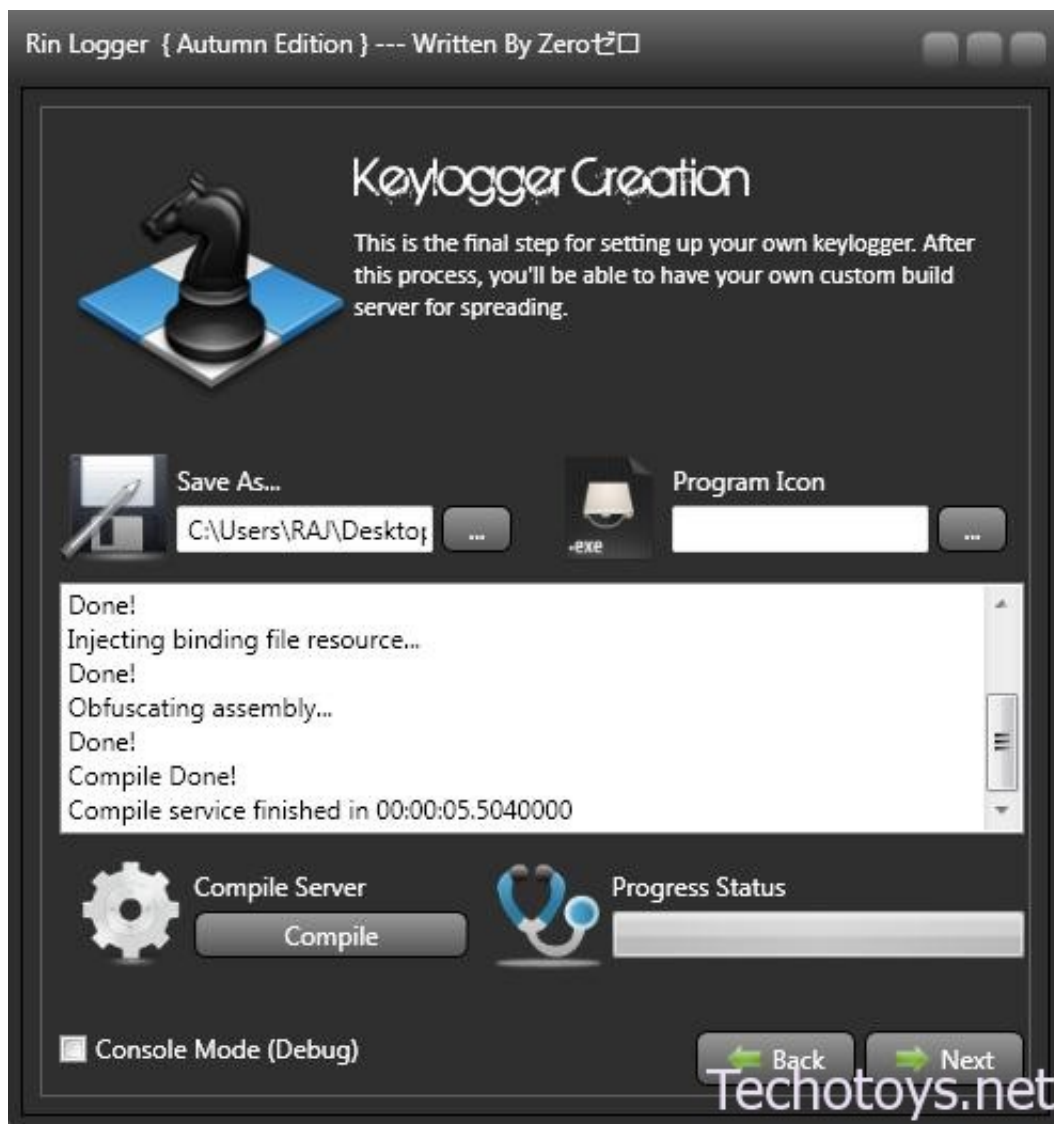 Rin Logger { Autumn Edition } --- Written By Zeroゼロ
Keylogger Creation
This is the final step for setting up your own keylogger. After
this process, you'll be able to have your own custom build
server for spreading.
Save As...
C:\Users\RAJ\Desktop
...
Program Icon
.exe
...
Done!
Injecting binding file resource...
Done!
Obfuscating assembly...
Done!
Compile Done!
Compile service finished in 00:00:05.5040000
Compile Server
Compile
Progress Status
Console Mode (Debug)
Back
Next
Techotoys.net